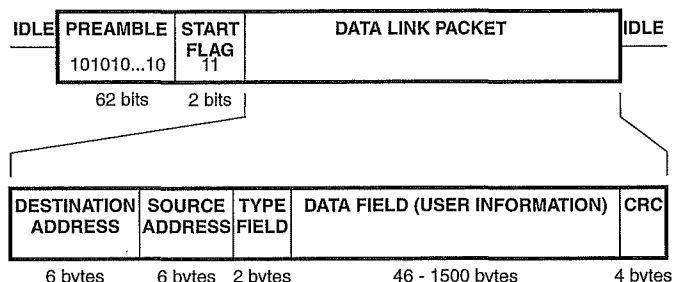 IDLE PREAMBLE START FLAG DATA LINK PACKET IDLE
101010...10 11
62 bits 2 bits
DESTINATION ADDRESS SOURCE ADDRESS TYPE FIELD DATA FIELD (USER INFORMATION) CRC
6 bytes 6 bytes 2 bytes 46 - 1500 bytes 4 bytes